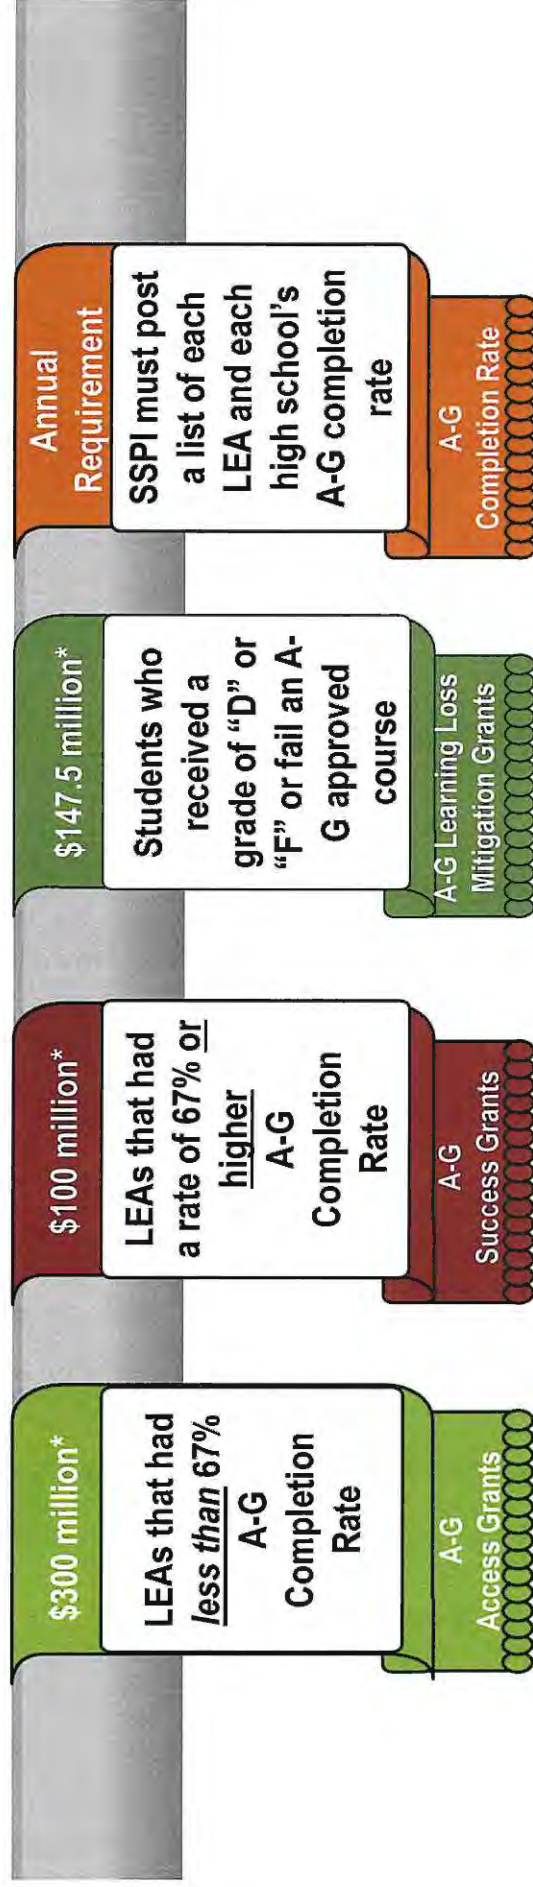 $300 million*
LEAs that had
less than 67%
A-G
Completion
Rate
A-G
Access Grants
$100 million*
LEAs that had
a rate of 67% or
higher
A-G
Completion
Rate
A-G
Success Grants
$147.5 million*
Students who
received a
grade of “D” or
“F” or fail an A-
G approved
course
A-G Learning Loss
Mitigation Grants
Annual
Requirement
SSPI must post
a list of each
LEA and each
high school’s
A-G completion
rate
A-G
Completion Rate